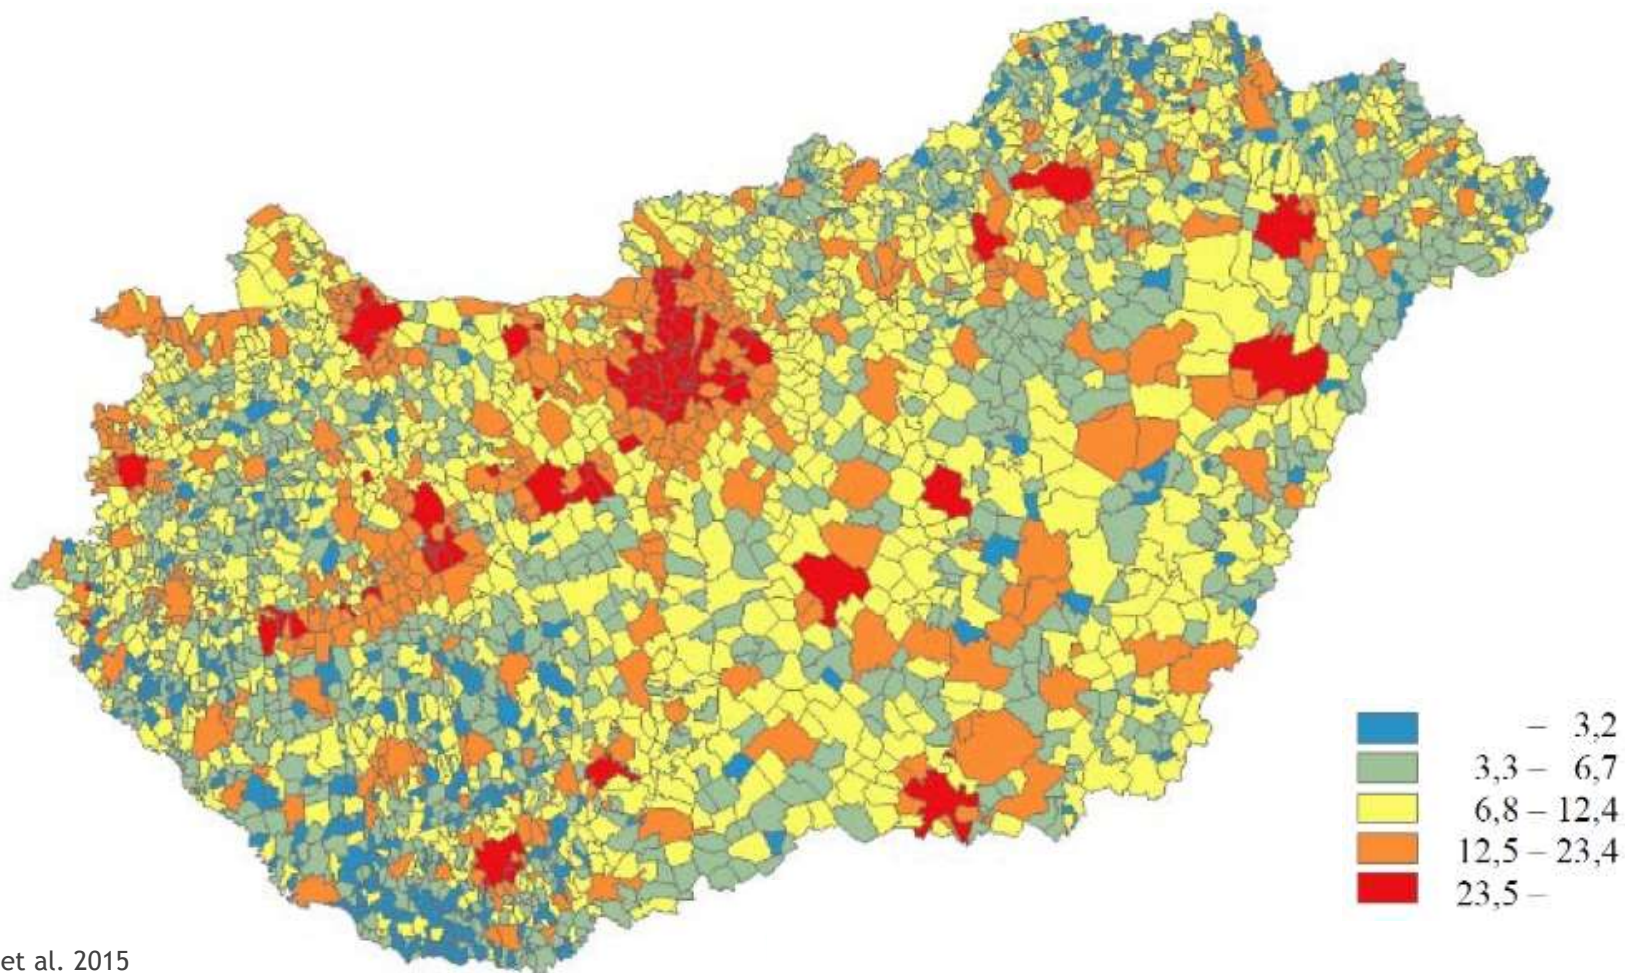 – 3,2
3,3 – 6,7
6,8 – 12,4
12,5 – 23,4
23,5 –
et al. 2015